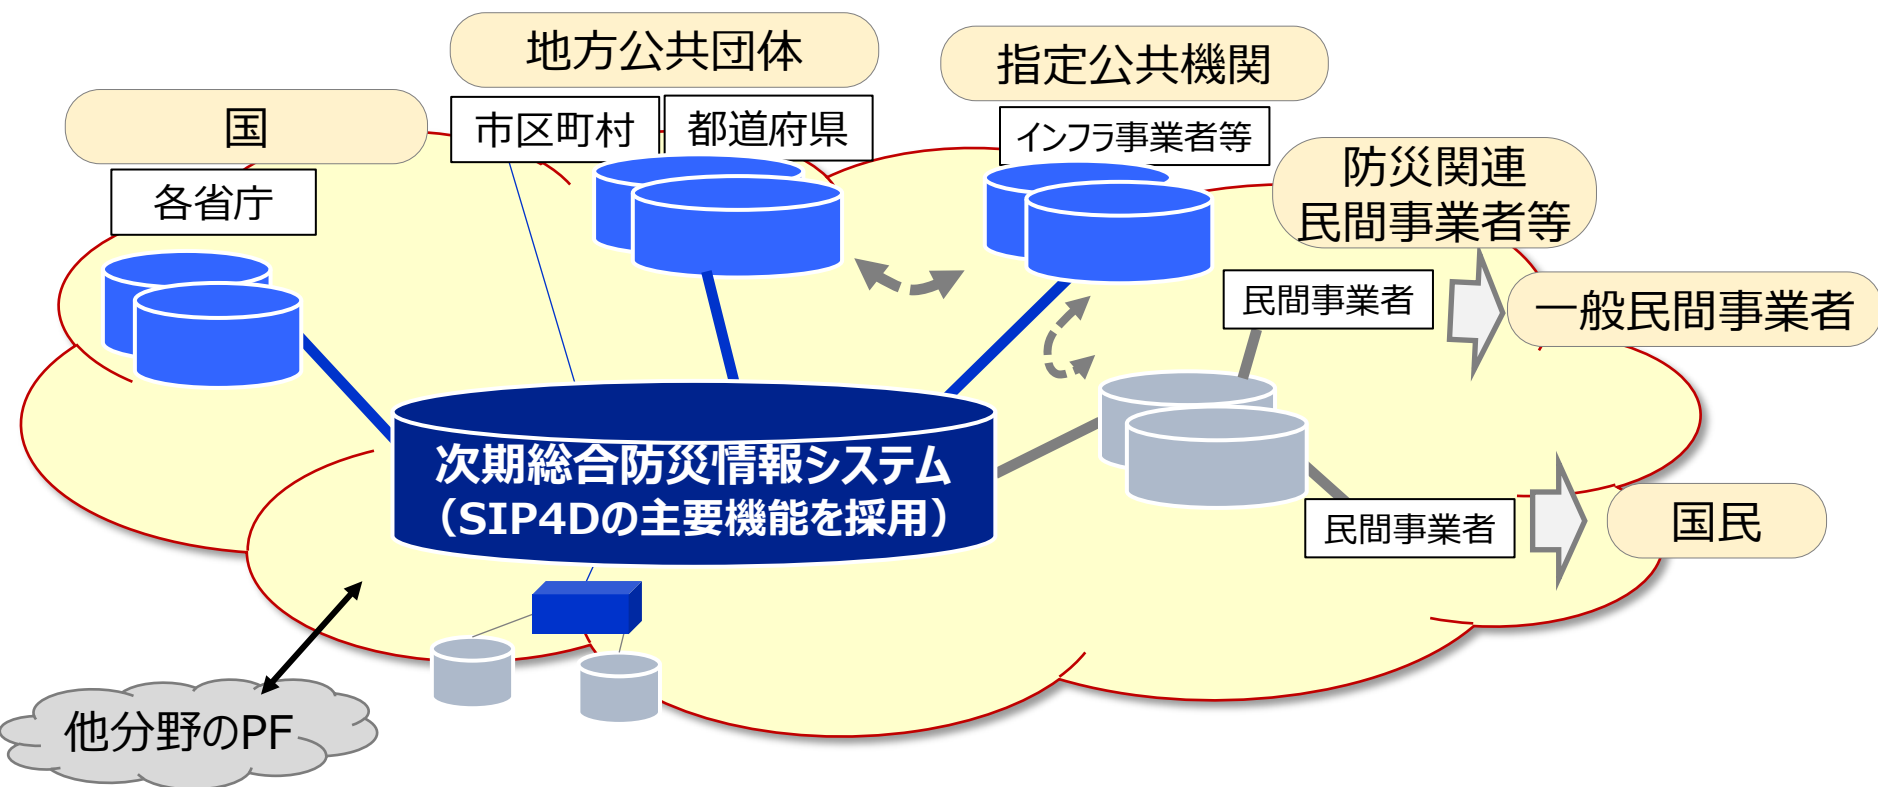 地方公共団体
指定公共機関
国
市区町村
都道府県
インフラ事業者等
防災関連
民間事業者等
各省庁
民間事業者
一般民間事業者
次期総合防災情報システム
（SIP4Dの主要機能を採用）
民間事業者
国民
他分野のPF